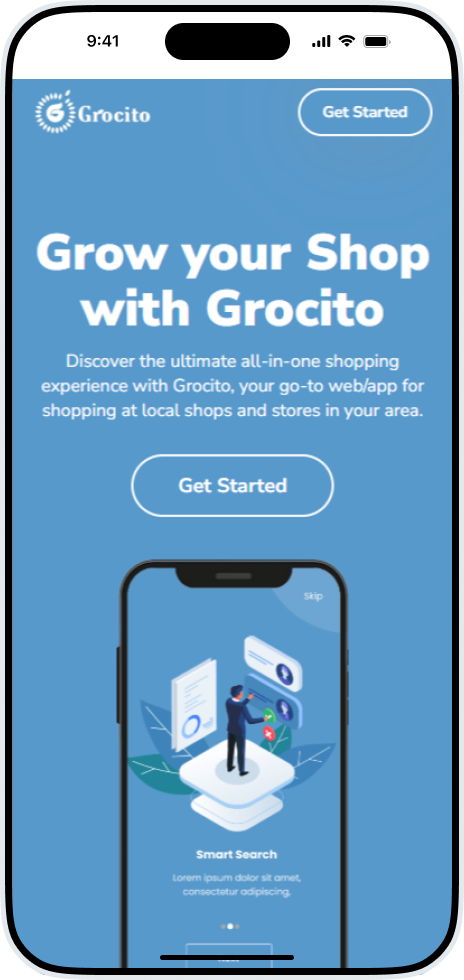 9:41
Grocito
Get Started
Grow your Shop
with Grocito
Discover the ultimate all-in-one shopping
experience with Grocito, your go-to web/app for
shopping at local shops and stores in your area.
Get Started
Skip
Smart Search
Lorem ipsum dolor sit amet,
consectetur adipiscing,